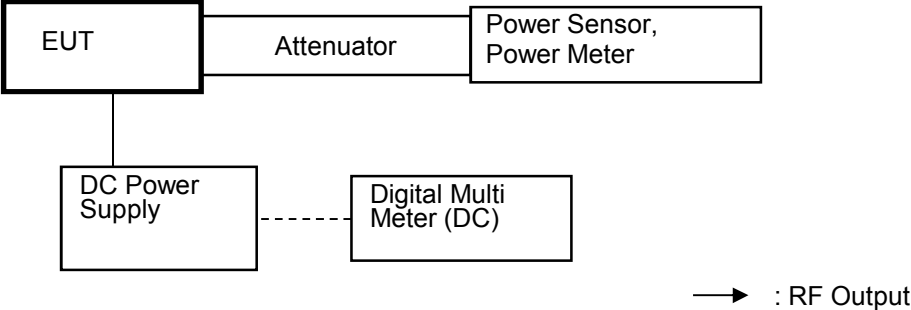 EUT
Attenuator
Power Sensor,
Power Meter
DC Power
Supply
Digital Multi
Meter (DC)
: RF Output